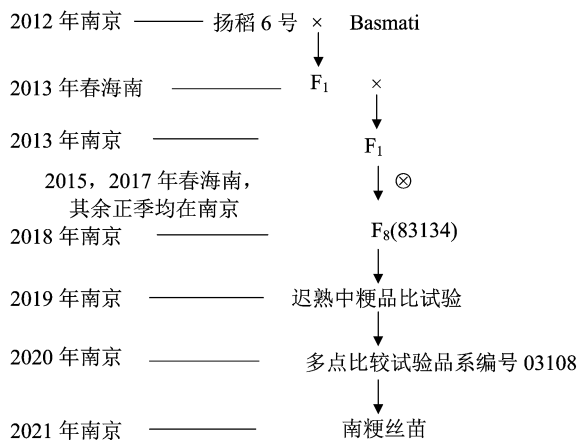 2012 年南京 扬稻 6 号 × Basmati
2013 年春海南 F₁ ×
2013 年南京 F₁
2015，2017 年春海南， ⊗
其余正季均在南京
2018 年南京 F₈(83134)
2019 年南京 迟熟中粳品比试验
2020 年南京 多点比较试验品系编号 03108
2021 年南京 南粳丝苗